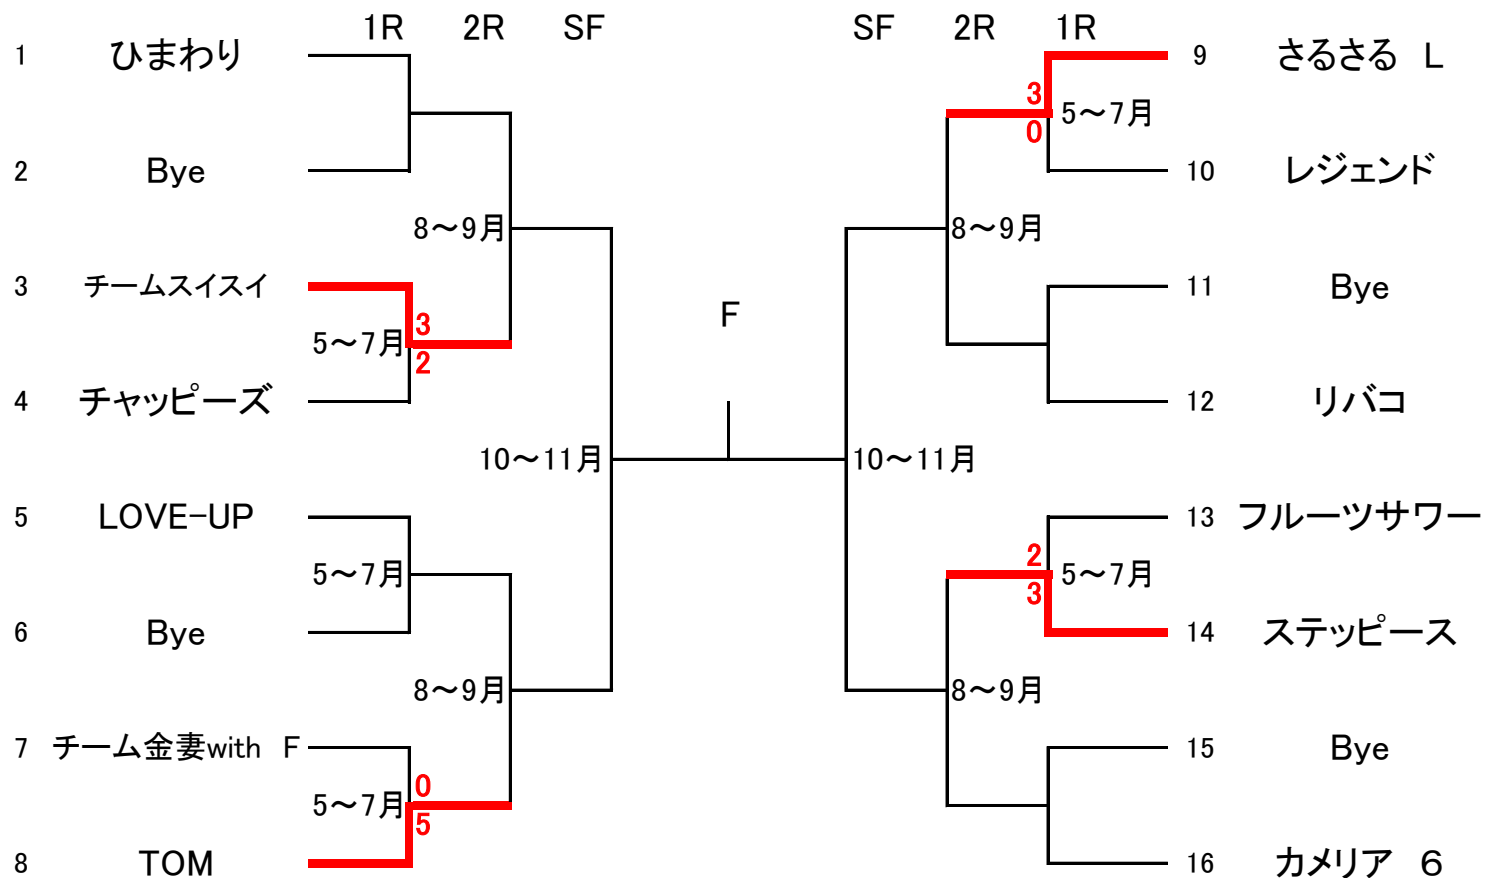 1R 2R SF SF 2R 1R
1 ひまわり 9 さるさる L
3
5~7月
0
2 Bye 10 レジェンド
8~9月 8~9月
3 チームスイスイ 11 Bye
F
3
5~7月
2
4 チャッピーズ 12 リバコ
10~11月 10~11月
5 LOVE-UP 13 フルーツサワー
2
5~7月 5~7月
3
6 Bye 14 ステッピース
8~9月 8~9月
7 チーム金妻with F 15 Bye
0
5~7月
5
8 TOM 16 カメリア 6